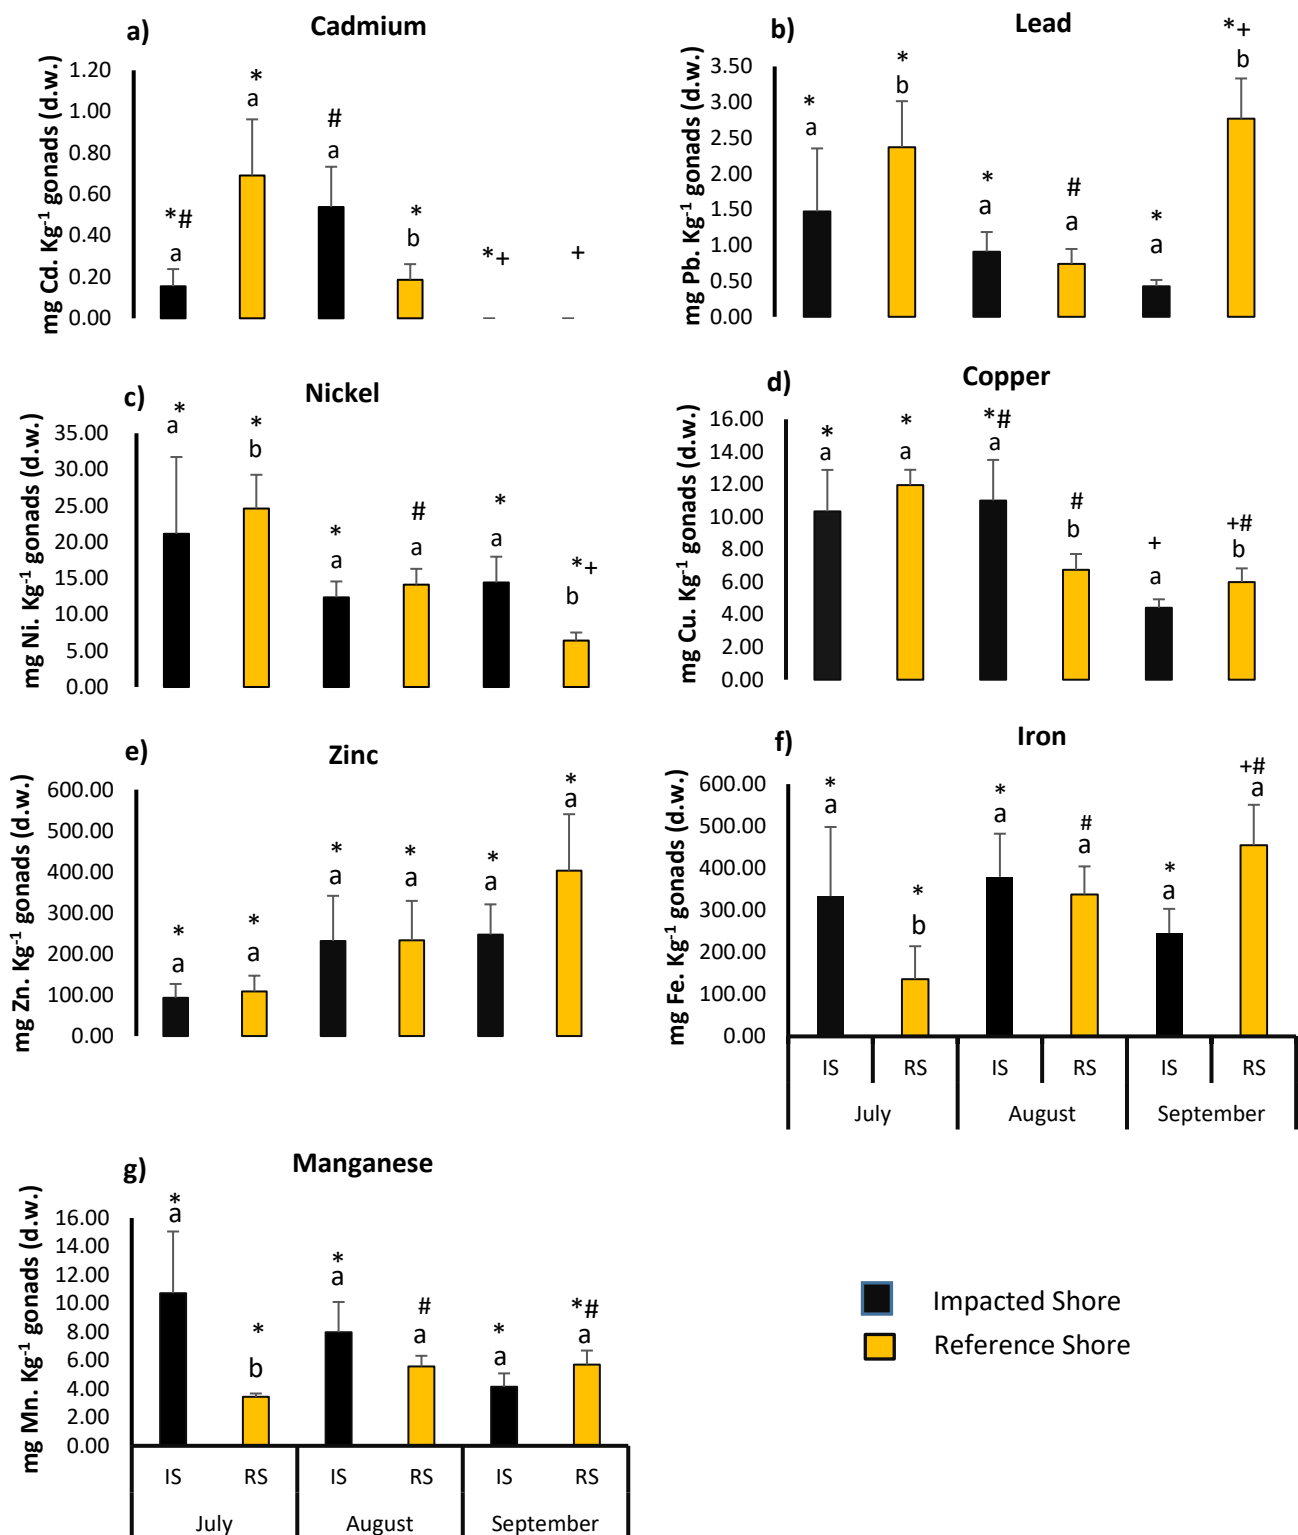 a) Cadmium
mg Cd. Kg⁻¹ gonads (d.w.)
1.20
1.00
0.80
0.60
0.40
0.20
0.00
*# * # * *+ +
a a a b
b) Lead
mg Pb. Kg⁻¹ gonads (d.w.)
3.50
3.00
2.50
2.00
1.50
1.00
0.50
0.00
* * * # * *+
a b a a a b
c) Nickel
mg Ni. Kg⁻¹ gonads (d.w.)
35.00
30.00
25.00
20.00
15.00
10.00
5.00
0.00
* * * # * *+
a b a a a b
d) Copper
mg Cu. Kg⁻¹ gonads (d.w.)
16.00
14.00
12.00
10.00
8.00
6.00
4.00
2.00
0.00
* * *# # + +#
a a a b a b
e) Zinc
mg Zn. Kg⁻¹ gonads (d.w.)
600.00
500.00
400.00
300.00
200.00
100.00
0.00
* * * * * *
a a a a a a
f) Iron
mg Fe. Kg⁻¹ gonads (d.w.)
600.00
500.00
400.00
300.00
200.00
100.00
0.00
* * * # * +#
a b a a a a
IS RS IS RS IS RS
July August September
g) Manganese
mg Mn. Kg⁻¹ gonads (d.w.)
16.00
14.00
12.00
10.00
8.00
6.00
4.00
2.00
0.00
* * * # * *#
a b a a a a
IS RS IS RS IS RS
July August September
Impacted Shore
Reference Shore